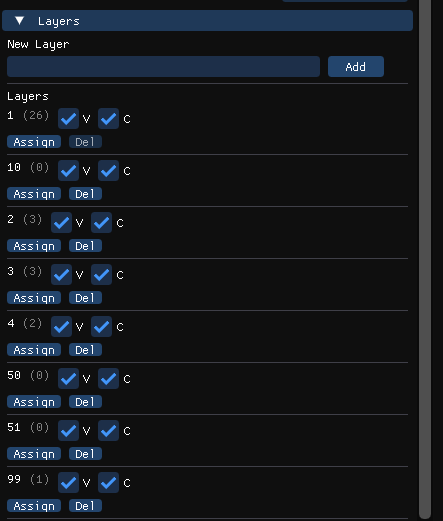 Layers
New Layer
Add
Layers
1 (26) V C
Assign Del
10 (0) V C
Assign Del
2 (3) V C
Assign Del
3 (3) V C
Assign Del
4 (2) V C
Assign Del
50 (0) V C
Assign Del
51 (0) V C
Assign Del
99 (1) V C
Assign Del